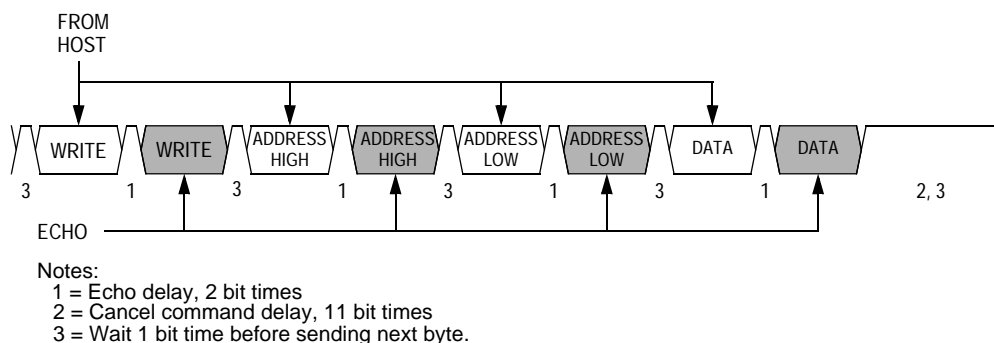 FROM
HOST
WRITE WRITE ADDRESS HIGH ADDRESS HIGH ADDRESS LOW ADDRESS LOW DATA DATA
3 1 3 1 3 1 3 1 2, 3
ECHO
Notes:
1 = Echo delay, 2 bit times
2 = Cancel command delay, 11 bit times
3 = Wait 1 bit time before sending next byte.